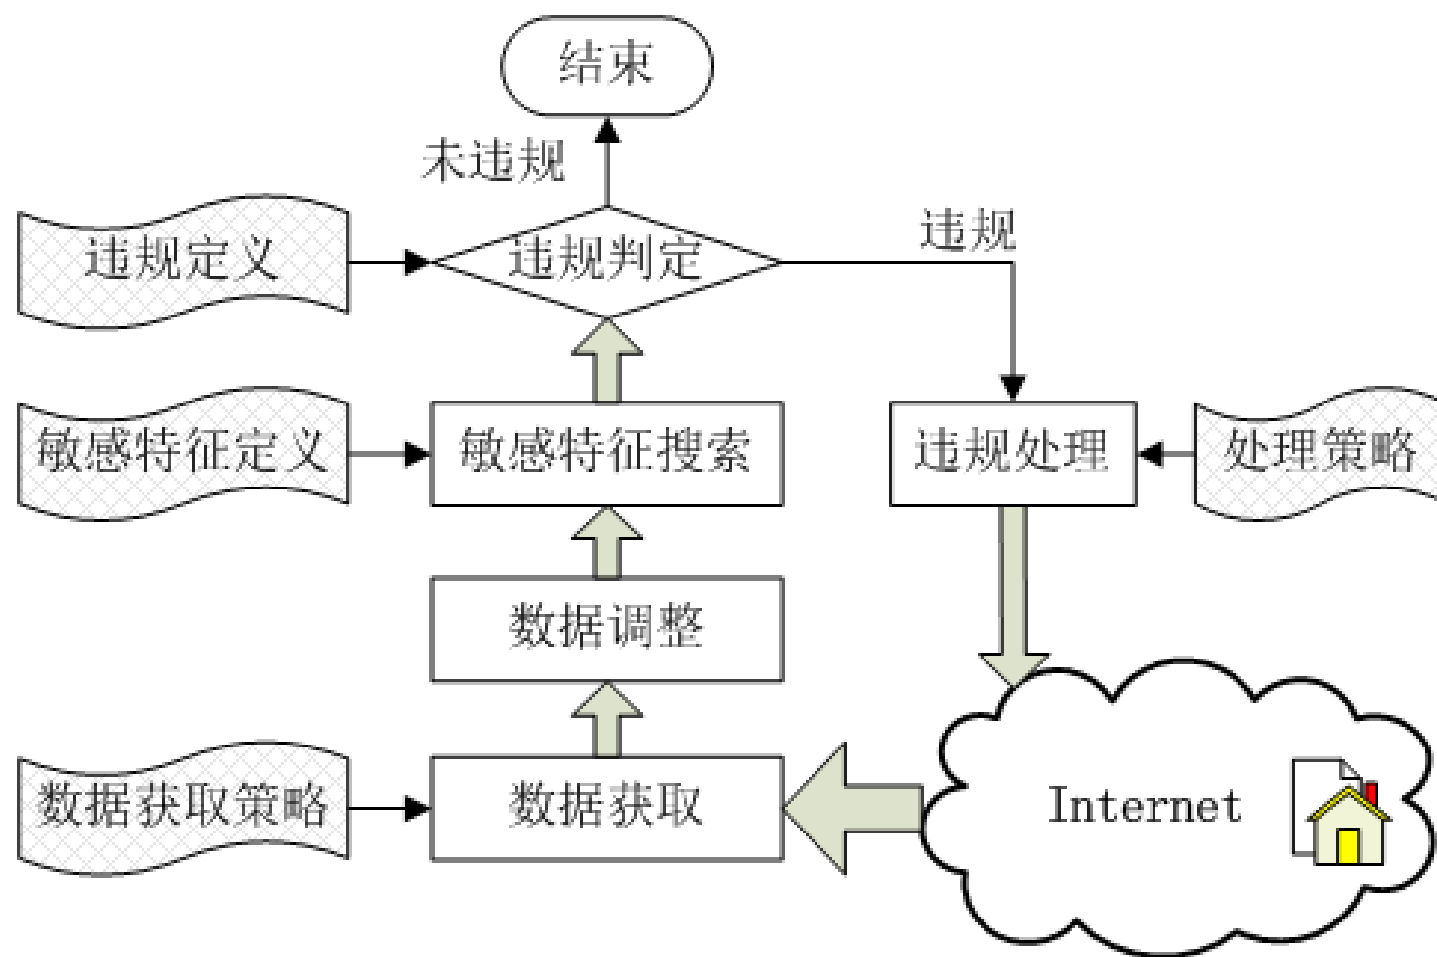 结束
未违规
违规
违规定义
违规判定
敏感特征定义
敏感特征搜索
违规处理
处理策略
数据调整
数据获取策略
数据获取
Internet